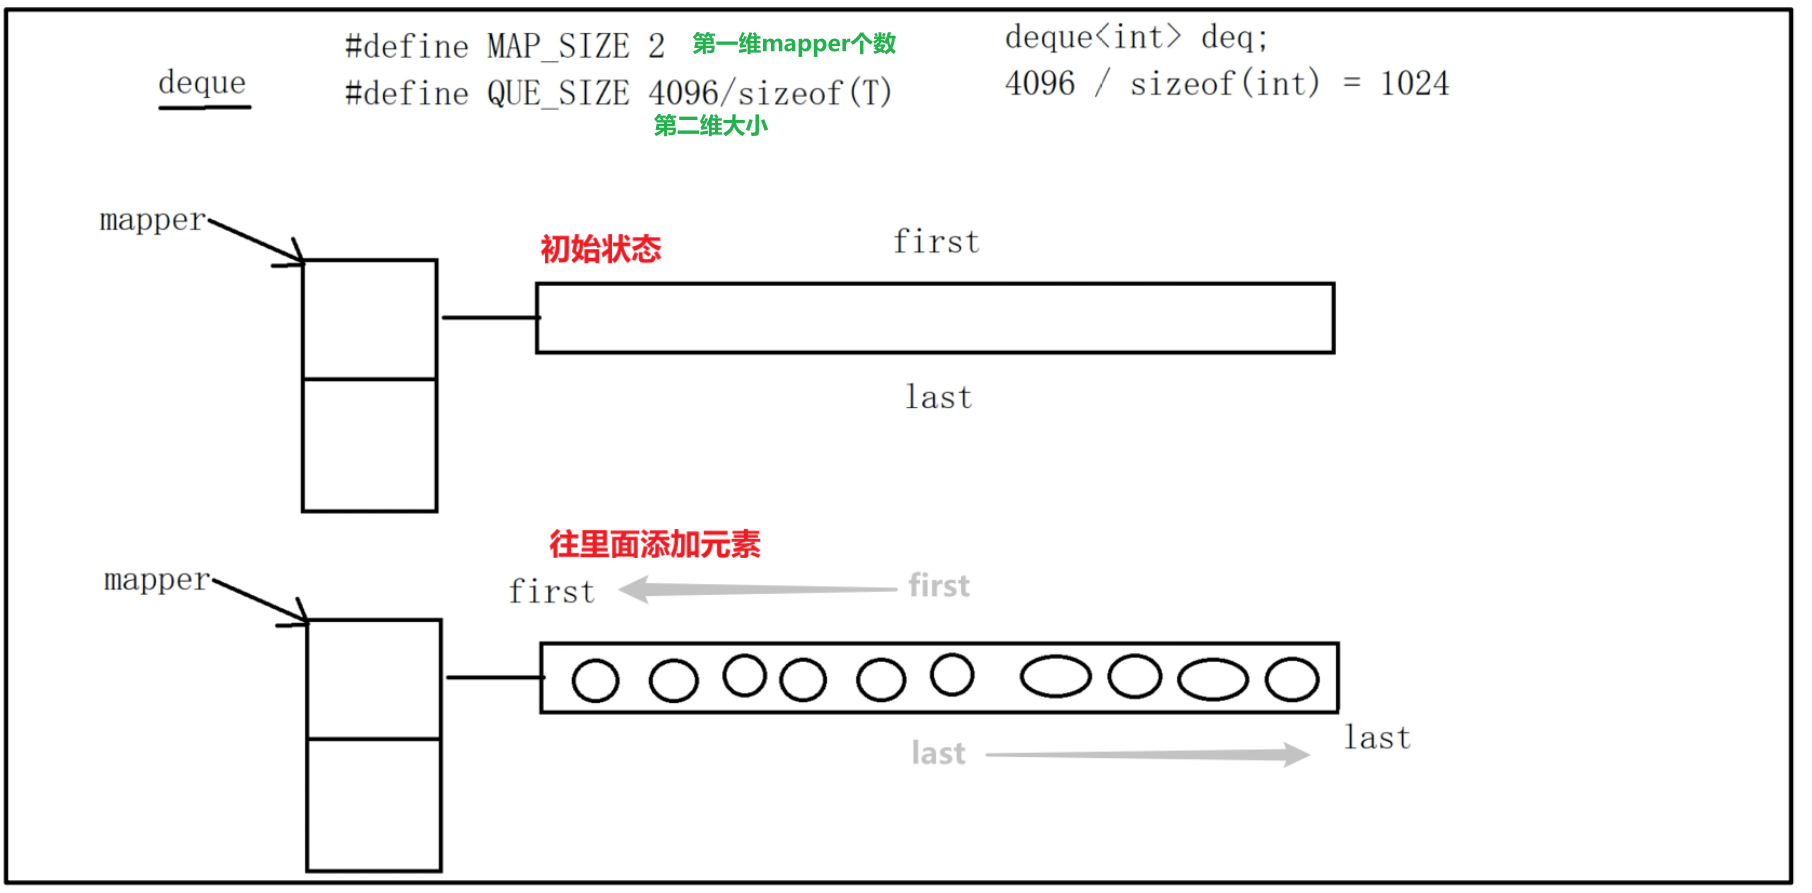 #define MAP_SIZE 2 第一维mapper个数
deque<int> deq;
deque
#define QUE_SIZE 4096/sizeof(T)
4096 / sizeof(int) = 1024
第二维大小
mapper
初始状态
first
last
往里面添加元素
mapper
first
first
last
last